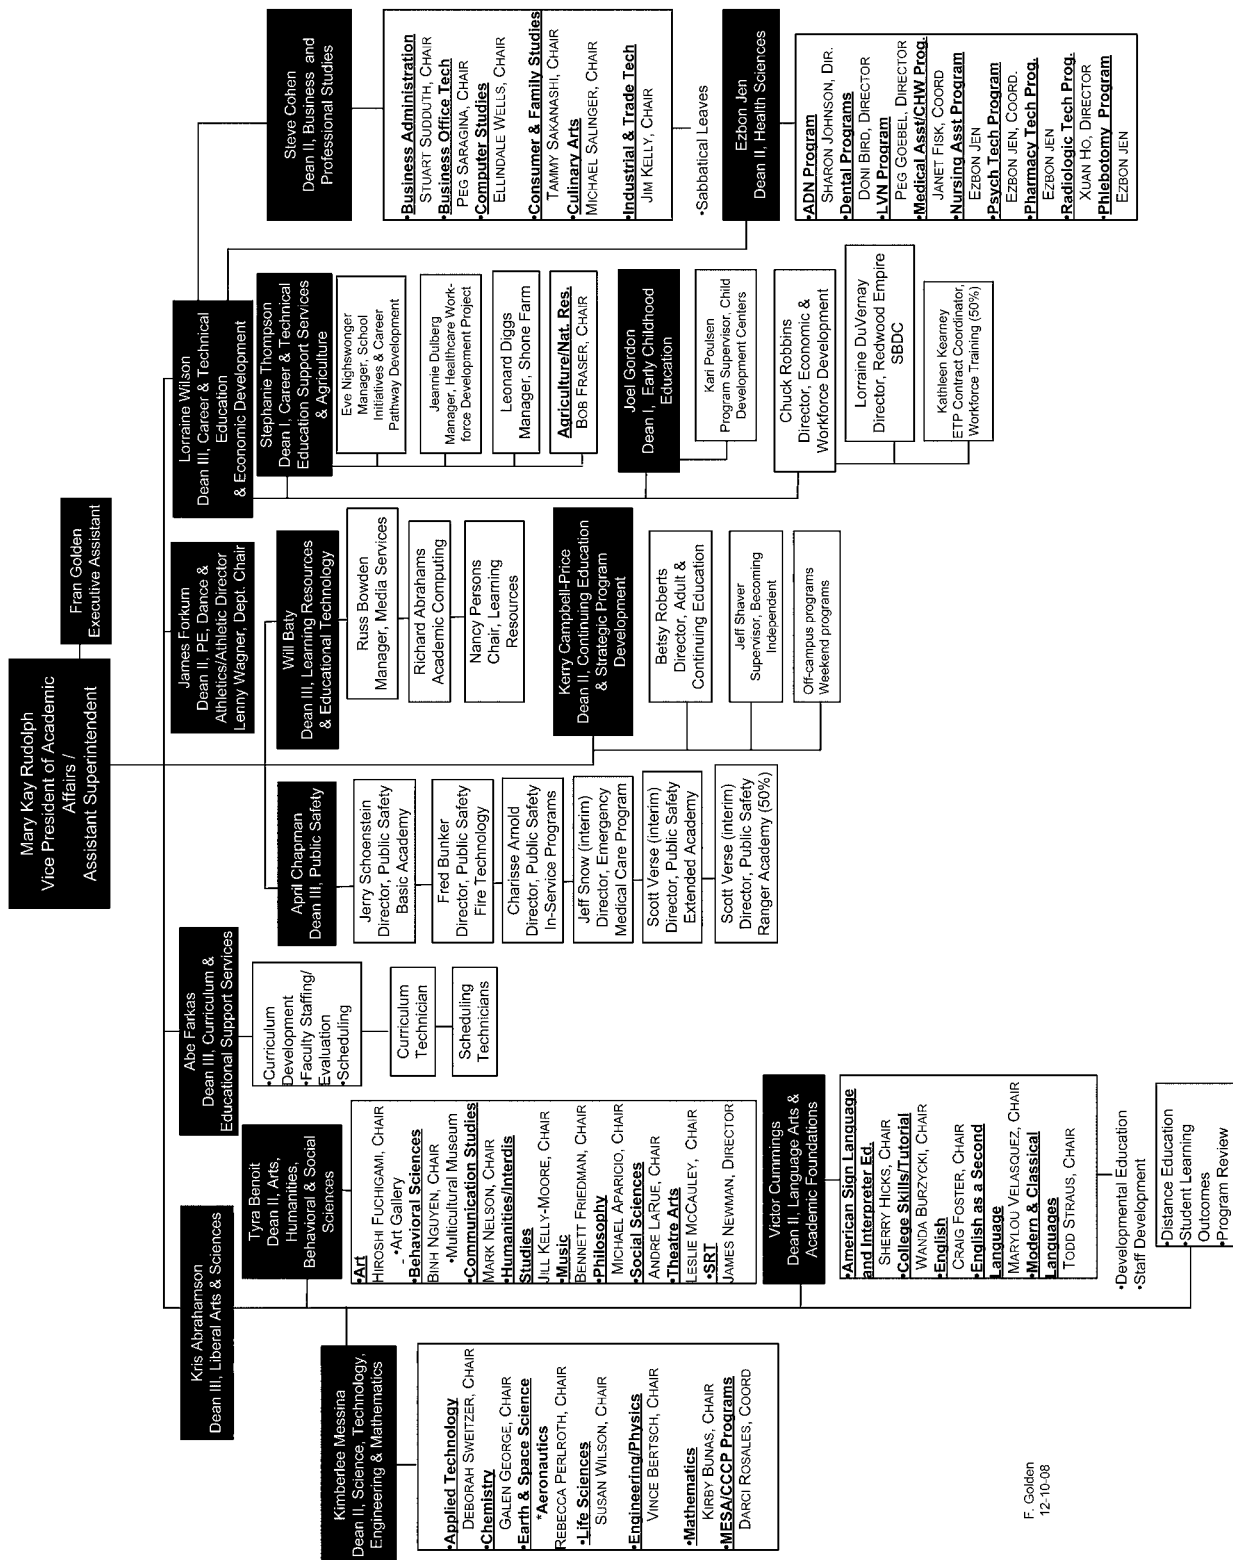 Mary Kay Rudolph
Vice President of Academic
Affairs /
Assistant Superintendent
Fran Golden
Executive Assistant
Kris Abrahamson
Dean III, Liberal Arts & Sciences
Kimberlee Messina
Dean II, Science, Technology,
Engineering & Mathematics
•Applied Technology
DEBORAH SWEITZER, CHAIR
•Chemistry
GALEN GEORGE, CHAIR
•Earth & Space Science
*Aeronautics
REBECCA PERLROTH, CHAIR
•Life Sciences
SUSAN WILSON, CHAIR
•Engineering/Physics
VINCE BERTSCH, CHAIR
•Mathematics
KIRBY BUNAS, CHAIR
•MESA/CCCP Programs
DARCI ROSALES, COORD
Tyra Benoit
Dean II, Arts,
Humanities,
Behavioral & Social
Sciences
•Art
HIROSHI FUCHIGAMI, CHAIR
- •Art Gallery
•Behavioral Sciences
BINH NGUYEN, CHAIR
•Multicultural Museum
•Communication Studies
MARK NELSON, CHAIR
•Humanities/Interdis
Studies
JILL KELLY-MOORE, CHAIR
•Music
BENNETT FRIEDMAN, CHAIR
•Philosophy
MICHAEL APARICIO, CHAIR
•Social Sciences
ANDRE LARUE, CHAIR
•Theatre Arts
LESLIE MCCAULEY, CHAIR
•SRT
JAMES NEWMAN, DIRECTOR
Victor Cummings
Dean II, Language Arts &
Academic Foundations
•American Sign Language
and Interpreter Ed.
SHERRY HICKS, CHAIR
•College Skills/Tutorial
WANDA BURZYCKI, CHAIR
•English
CRAIG FOSTER, CHAIR
•English as a Second
Language
MARYLOU VELASQUEZ, CHAIR
•Modern & Classical
Languages
TODD STRAUS, CHAIR
•Developmental Education
•Staff Development
•Distance Education
•Student Learning
Outcomes
•Program Review
Abe Farkas
Dean III, Curriculum &
Educational Support Services
•Curriculum
Development
•Faculty Staffing/
Evaluation
•Scheduling
Curriculum
Technician
Scheduling
Technicians
April Chapman
Dean III, Public Safety
Jerry Schoenstein
Director, Public Safety
Basic Academy
Fred Bunker
Director, Public Safety
Fire Technology
Charisse Arnold
Director, Public Safety
In-Service Programs
Jeff Snow (interim)
Director, Emergency
Medical Care Program
Scott Verse (interim)
Director, Public Safety
Extended Academy
Scott Verse (interim)
Director, Public Safety
Ranger Academy (50%)
James Forkum
Dean II, PE, Dance &
Athletics/Athletic Director
Lenny Wagner, Dept. Chair
Will Baty
Dean III, Learning Resources
& Educational Technology
Russ Bowden
Manager, Media Services
Richard Abrahams
Academic Computing
Nancy Persons
Chair, Learning
Resources
Kerry Campbell-Price
Dean II, Continuing Education
& Strategic Program
Development
Betsy Roberts
Director, Adult &
Continuing Education
Jeff Shaver
Supervisor, Becoming
Independent
Off-campus programs
Weekend programs
Lorraine Wilson
Dean III, Career & Technical
Education
& Economic Development
Stephanie Thompson
Dean I, Career & Technical
Education Support Services
& Agriculture
Eve Nighswonger
Manager, School
Initiatives & Career
Pathway Development
Jeannie Dulberg
Manager, Healthcare Work-
force Development Project
Leonard Diggs
Manager, Shone Farm
Agriculture/Nat. Res.
BOB FRASER, CHAIR
Joel Gordon
Dean I, Early Childhood
Education
Kari Poulsen
Program Supervisor, Child
Development Centers
Chuck Robbins
Director, Economic &
Workforce Development
Lorraine DuVernay
Director, Redwood Empire
SBDC
Kathleen Kearney
ETP Contract Coordinator,
Workforce Training (50%)
Steve Cohen
Dean II, Business and
Professional Studies
•Business Administration
STUART SUDDUTH, CHAIR
•Business Office Tech
PEG SARAGINA, CHAIR
•Computer Studies
ELLINDALE WELLS, CHAIR
•Consumer & Family Studies
TAMMY SAKANASHI, CHAIR
•Culinary Arts
MICHAEL SALINGER, CHAIR
•Industrial & Trade Tech
JIM KELLY, CHAIR
•Sabbatical Leaves
Ezbon Jen
Dean II, Health Sciences
•ADN Program
SHARON JOHNSON, DIR.
•Dental Programs
DONI BIRD, DIRECTOR
•LVN Program
PEG GOEBEL, DIRECTOR
•Medical Asst/CHW Prog.
JANET FISK, COORD
•Nursing Asst Program
EZBON JEN
•Psych Tech Program
EZBON JEN, COORD.
•Pharmacy Tech Prog.
EZBON JEN
•Radiologic Tech Prog.
XUAN HO, DIRECTOR
•Phlebotomy Program
EZBON JEN
F. Golden
12-10-08